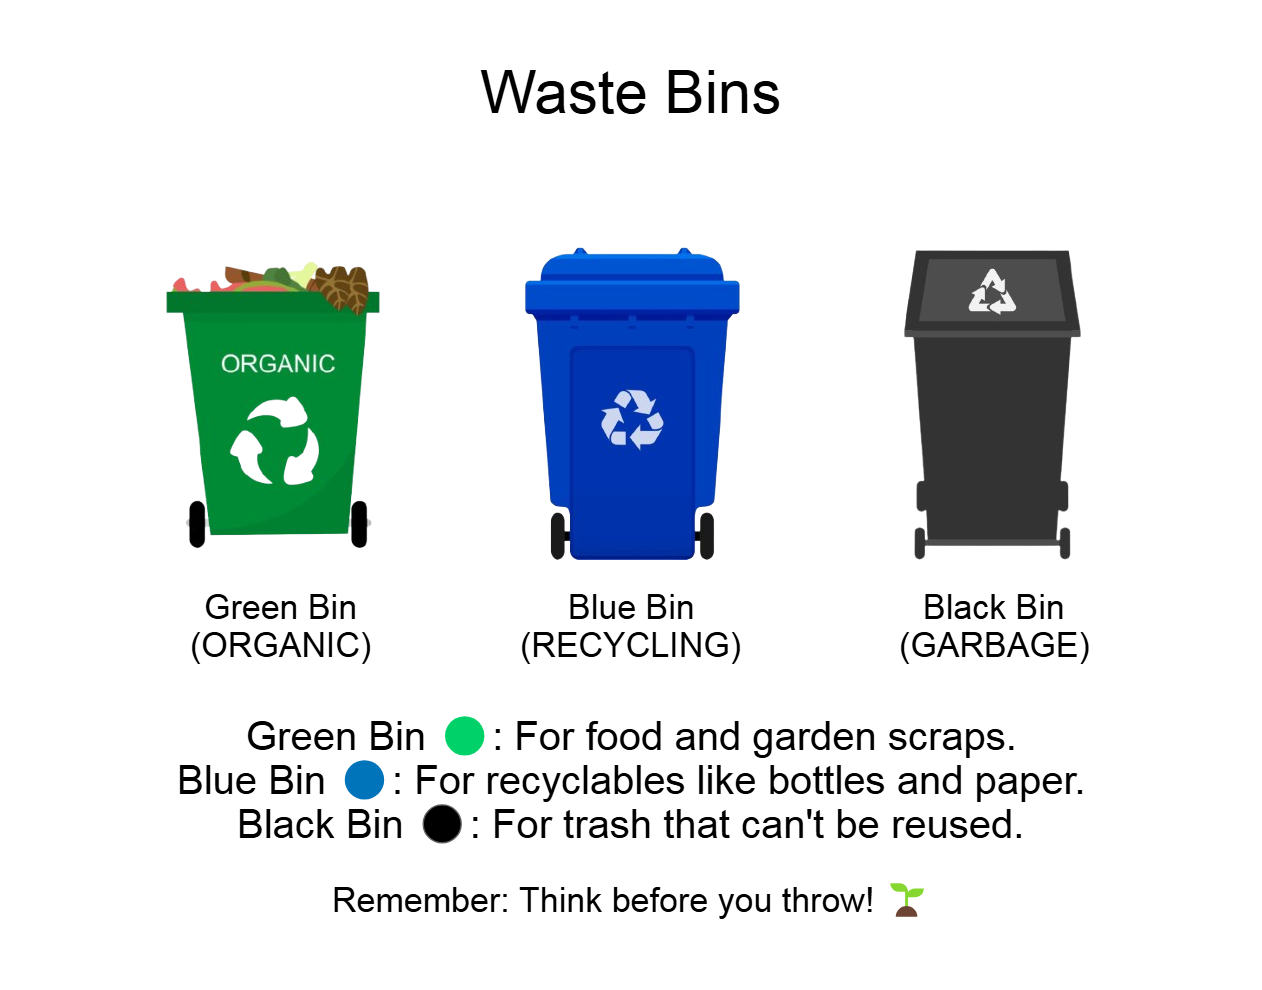 Waste Bins
ORGANIC
Green Bin
(ORGANIC)
Blue Bin
(RECYCLING)
Black Bin
(GARBAGE)
Green Bin 🟢: For food and garden scraps.
Blue Bin 🔵: For recyclables like bottles and paper.
Black Bin ⚫: For trash that can't be reused.
Remember: Think before you throw! 🌱